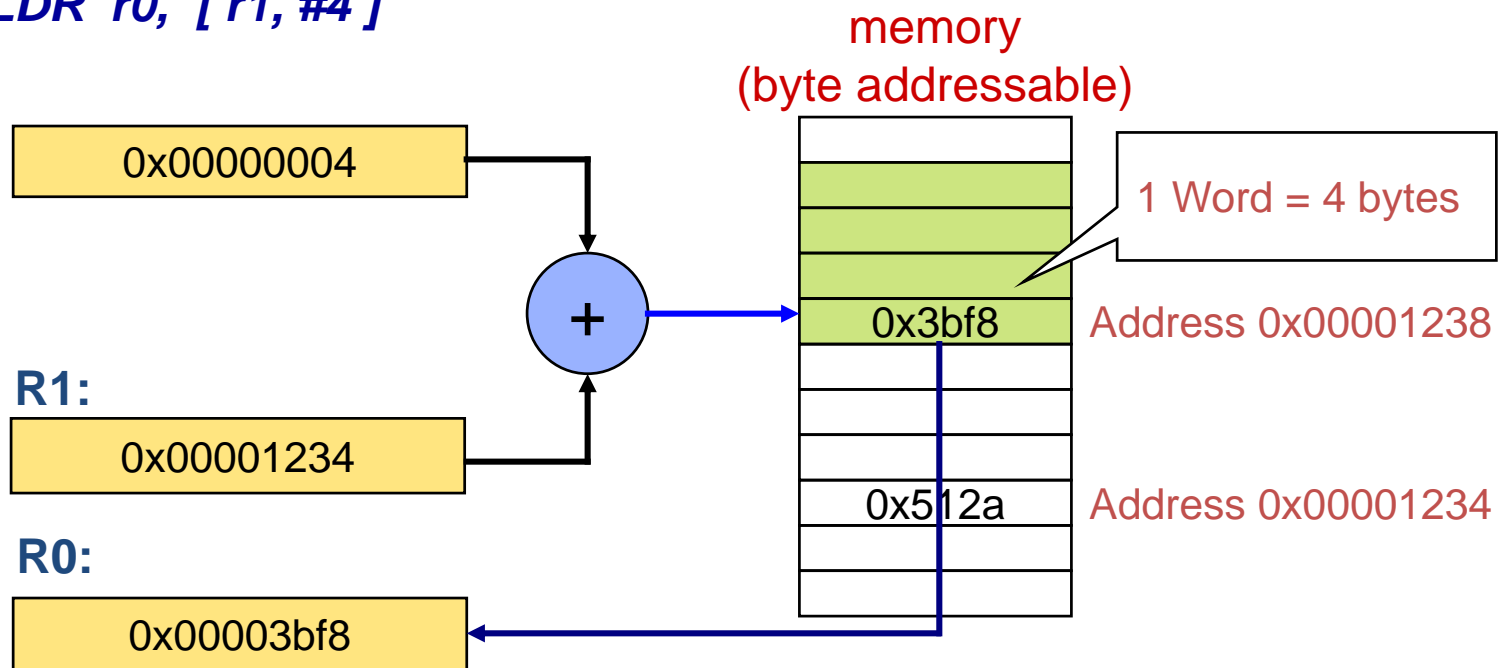 LDR r0, [ r1, #4 ]
memory
(byte addressable)
0x00000004
1 Word = 4 bytes
+
0x3bf8
Address 0x00001238
R1:
0x00001234
0x512a
Address 0x00001234
R0:
0x00003bf8